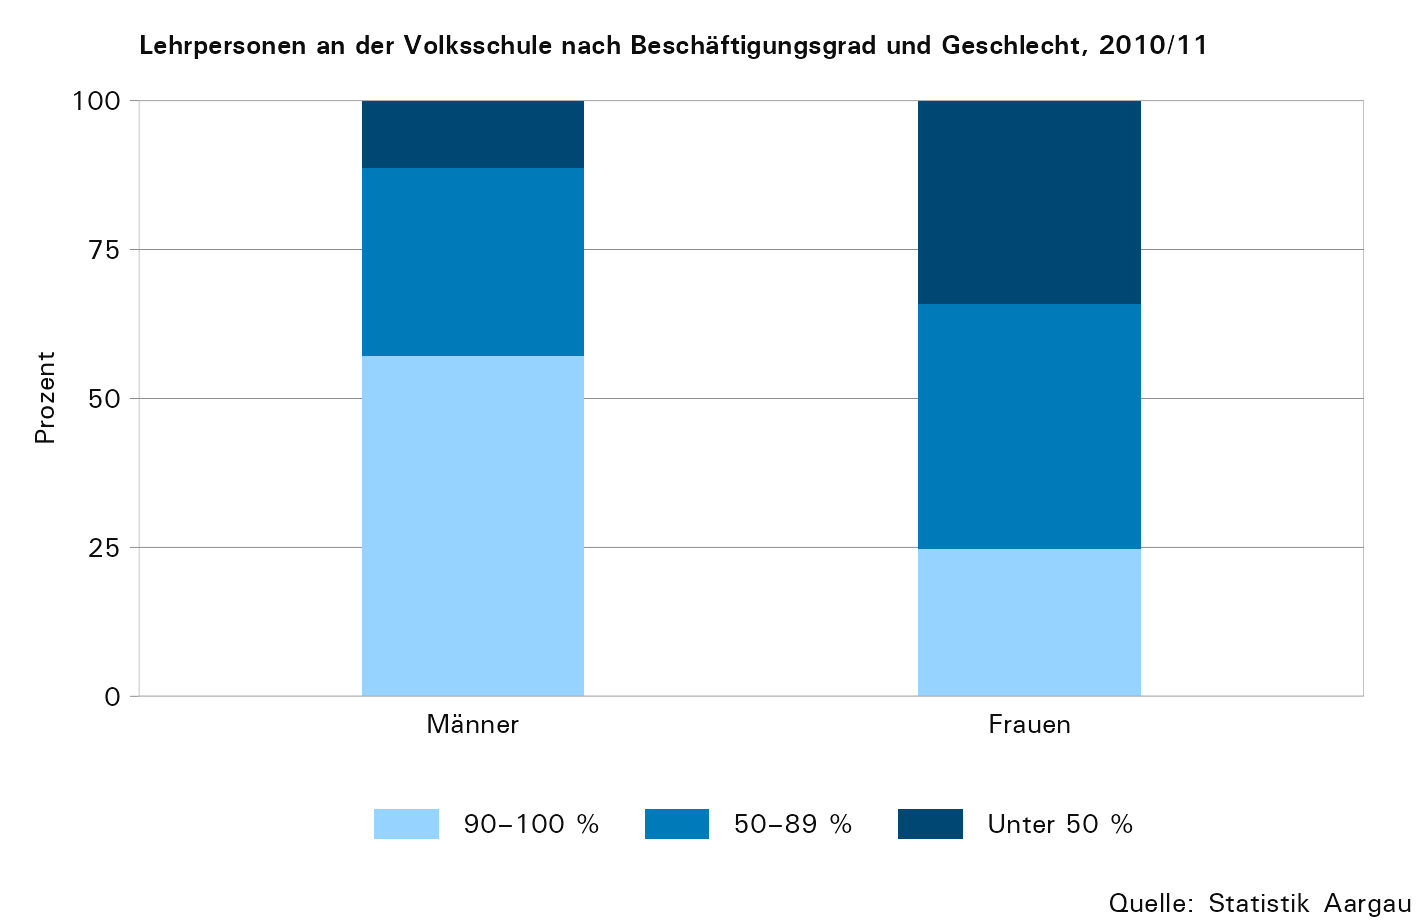 Lehrpersonen an der Volksschule nach Beschäftigungsgrad und Geschlecht, 2010/11
100
75
50
25
0
Prozent
Männer
Frauen
90–100 %
50–89 %
Unter 50 %
Quelle: Statistik Aargau